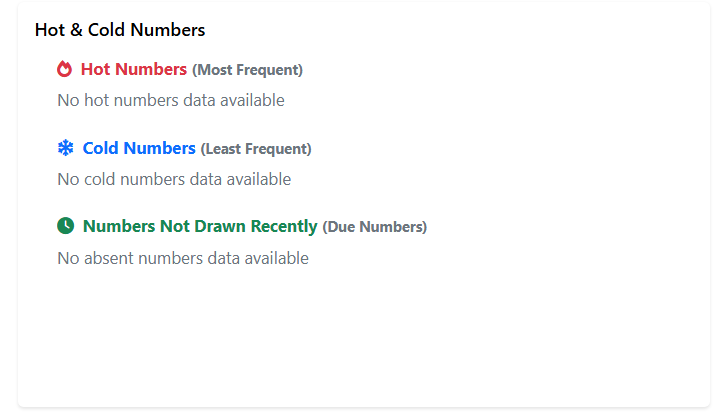 Hot & Cold Numbers
Hot Numbers (Most Frequent)
No hot numbers data available
Cold Numbers (Least Frequent)
No cold numbers data available
Numbers Not Drawn Recently (Due Numbers)
No absent numbers data available